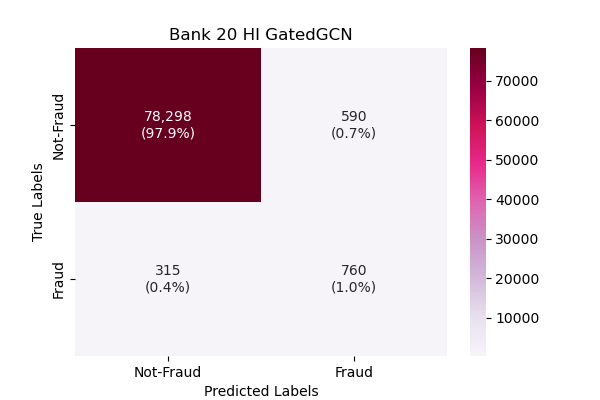 Bank 20 HI GatedGCN
True Labels
Not-Fraud
78,298
(97.9%)
590
(0.7%)
Fraud
315
(0.4%)
760
(1.0%)
Not-Fraud
Fraud
Predicted Labels
70000
60000
50000
40000
30000
20000
10000